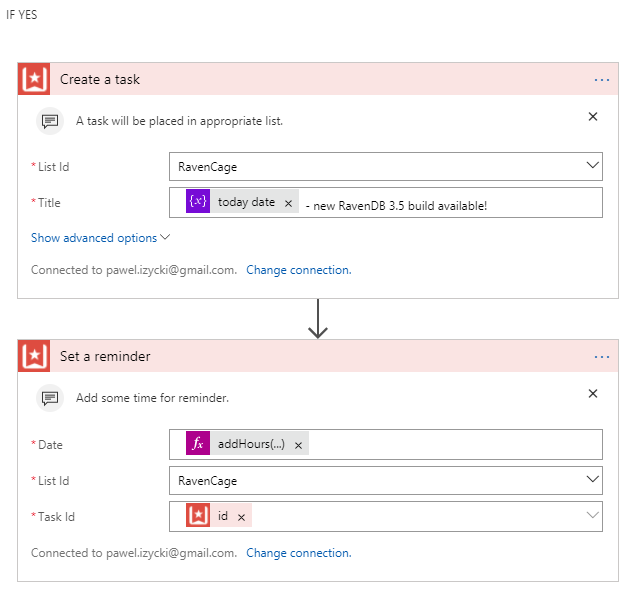 IF YES
Create a task ...
A task will be placed in appropriate list. ×
* List Id RavenCage
* Title {x} today date × - new RavenDB 3.5 build available!
Show advanced options
Connected to pawel.izycki@gmail.com. Change connection.
Set a reminder ...
Add some time for reminder. ×
* Date fx addHours(...) ×
* List Id RavenCage
* Task Id id ×
Connected to pawel.izycki@gmail.com. Change connection.